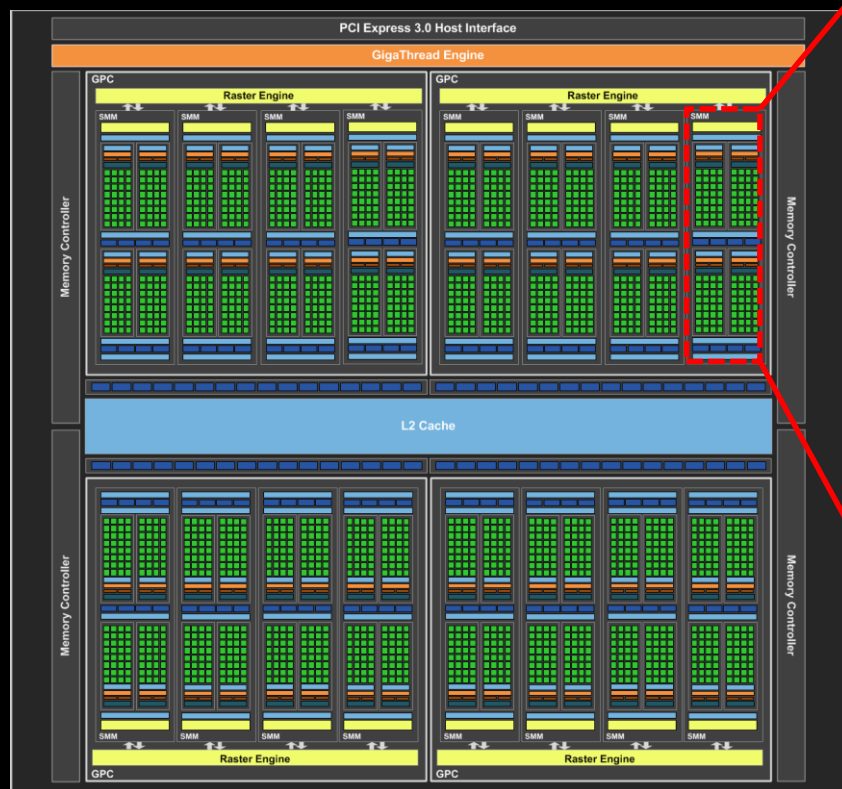 PCI Express 3.0 Host Interface
GigaThread Engine
GPC
Raster Engine
SMM SMM SMM SMM
GPC
Raster Engine
SMM SMM SMM SMM
Memory Controller
Memory Controller
L2 Cache
Memory Controller
Memory Controller
SMM SMM SMM SMM
Raster Engine
GPC
SMM SMM SMM SMM
Raster Engine
GPC